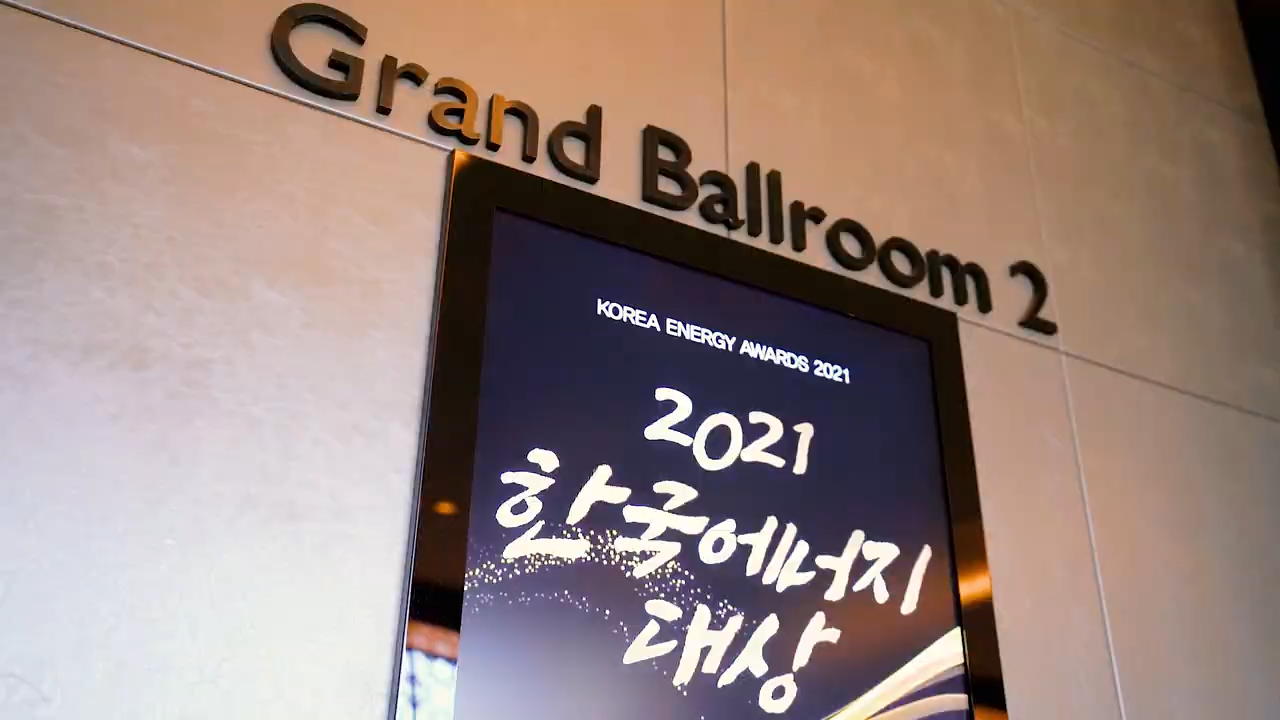 Grand Ballroom 2
KOREA ENERGY AWARDS 2021
2021
한국에너지
대상